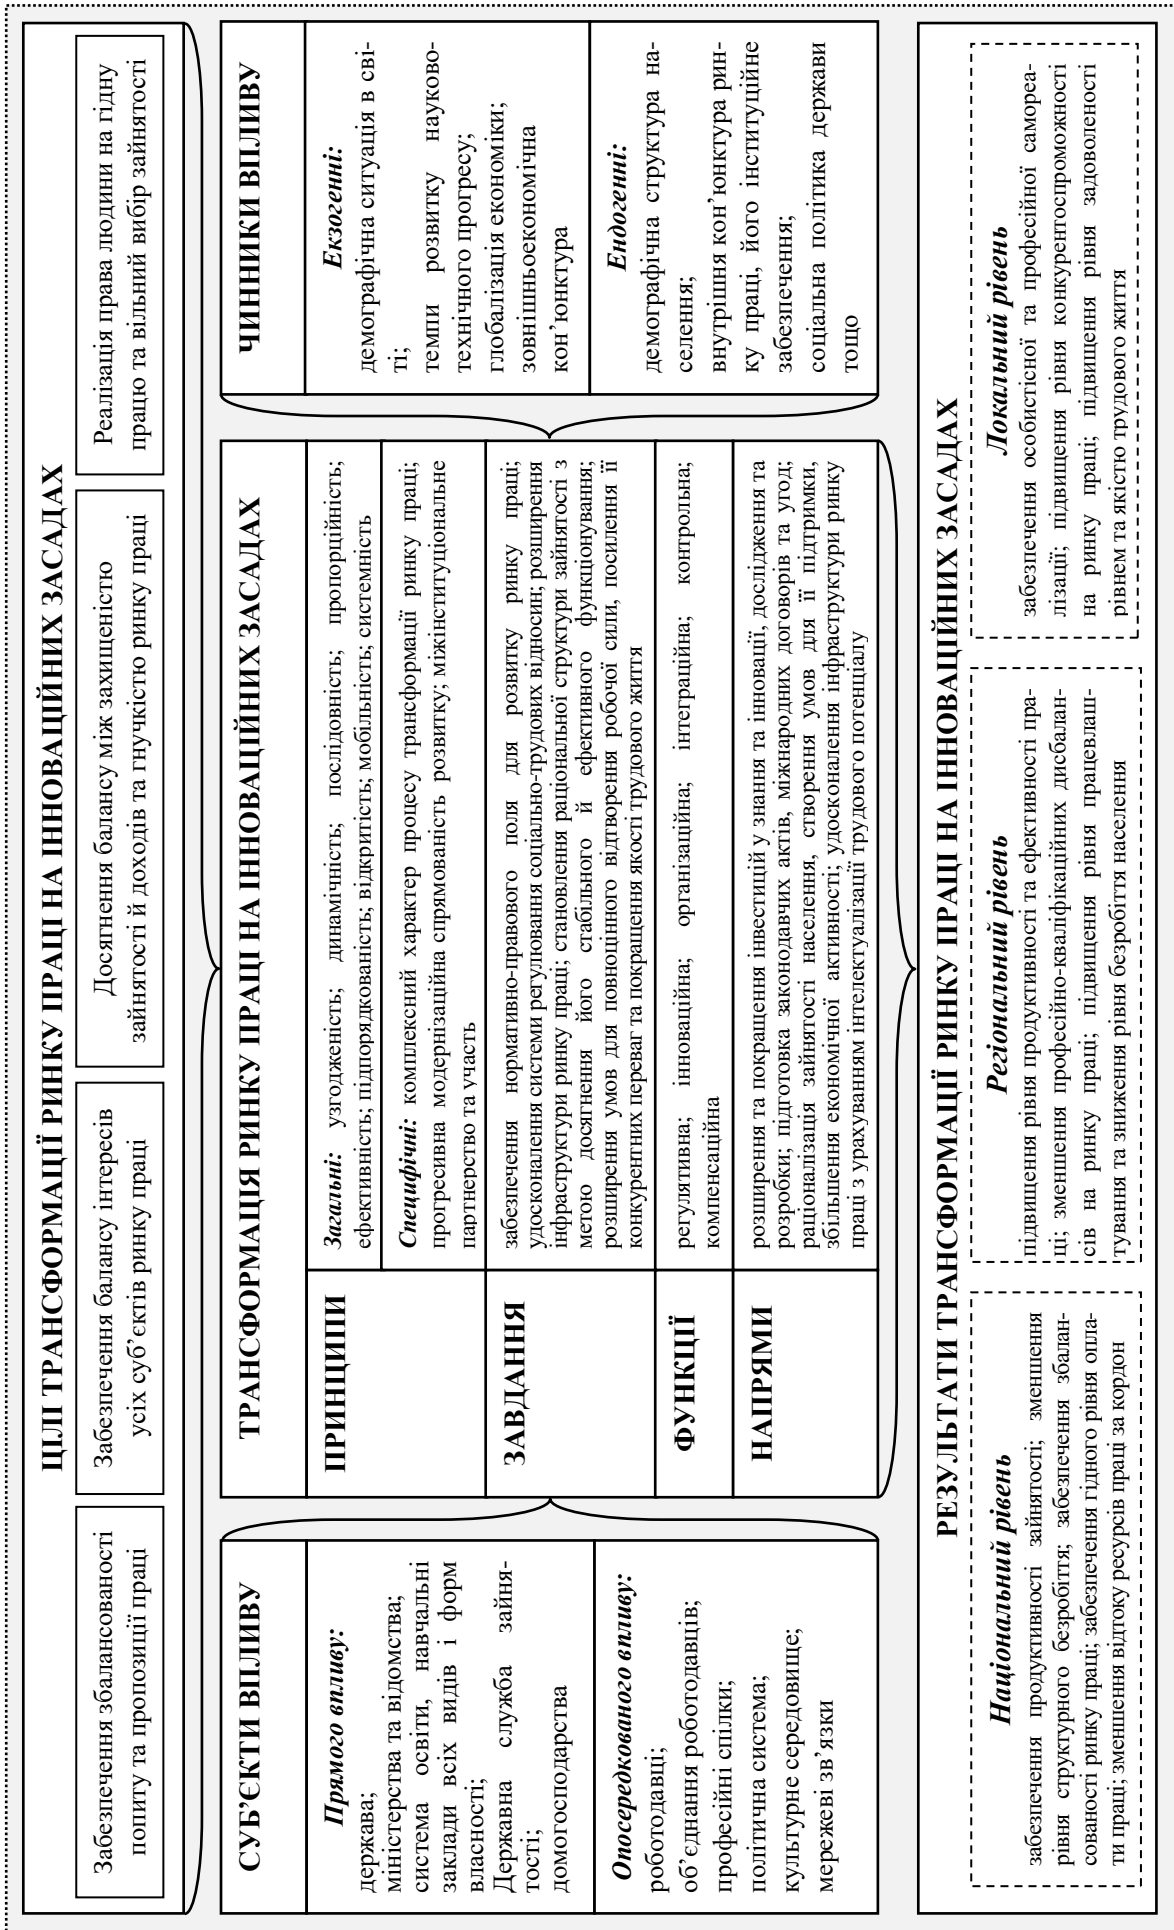 ЦІЛІ ТРАНСФОРМАЦІЇ РИНКУ ПРАЦІ НА ІННОВАЦІЙНИХ ЗАСАДАХ
Забезпечення збалансованості
попиту та пропозиції праці
Забезпечення балансу інтересів
усіх суб’єктів ринку праці
Досягнення балансу між захищеністю
зайнятості й доходів та гнучкістю ринку праці
Реалізація права людини на гідну
працю та вільний вибір зайнятості
СУБ’ЄКТИ ВПЛИВУ
Прямого впливу:
держава;
міністерства та відомства;
система освіти, навчальні
заклади всіх видів і форм
власності;
Державна служба зайня-
тості;
домогосподарства
Опосередкованого впливу:
роботодавці;
об’єднання роботодавців;
професійні спілки;
політична система;
культурне середовище;
мережеві зв’язки
ТРАНСФОРМАЦІЯ РИНКУ ПРАЦІ НА ІННОВАЦІЙНИХ ЗАСАДАХ
ПРИНЦИПИ
Загальні: узгодженість; динамічність; послідовність; пропорційність;
ефективність; підпорядкованість; відкритість; мобільність; системність
Специфічні: комплексний характер процесу трансформації ринку праці;
прогресивна модернізаційна спрямованість розвитку; міжінституціональне
партнерство та участь
ЗАВДАННЯ
забезпечення нормативно-правового поля для розвитку ринку праці;
удосконалення системи регулювання соціально-трудових відносин; розширення
інфраструктури ринку праці; становлення раціональної структури зайнятості з
метою досягнення його стабільного й ефективного функціонування;
розширення умов для повноцінного відтворення робочої сили, посилення її
конкурентних переваг та покращення якості трудового життя
ФУНКЦІЇ
регулятивна; інноваційна; організаційна; інтеграційна; контрольна;
компенсаційна
НАПРЯМИ
розширення та покращення інвестицій у знання та інновації, дослідження та
розробки; підготовка законодавчих актів, міжнародних договорів та угод;
раціоналізація зайнятості населення, створення умов для її підтримки,
збільшення економічної активності; удосконалення інфраструктури ринку
праці з урахуванням інтелектуалізації трудового потенціалу
ЧИННИКИ ВПЛИВУ
Екзогенні:
демографічна ситуація в сві-
ті;
темпи розвитку науково-
технічного прогресу;
глобалізація економіки;
зовнішньоекономічна
кон’юнктура
Ендогенні:
демографічна структура на-
селення;
внутрішня кон’юнктура рин-
ку праці, його інституційне
забезпечення;
соціальна політика держави
тощо
РЕЗУЛЬТАТИ ТРАНСФОРМАЦІЇ РИНКУ ПРАЦІ НА ІННОВАЦІЙНИХ ЗАСАДАХ
Національний рівень
забезпечення продуктивності зайнятості; зменшення
рівня структурного безробіття; забезпечення збалан-
сованості ринку праці; забезпечення гідного рівня опла-
ти праці; зменшення відтоку ресурсів праці за кордон
Регіональний рівень
підвищення рівня продуктивності та ефективності пра-
ці; зменшення професійно-кваліфікаційних дисбалан-
сів на ринку праці; підвищення рівня працевлаш-
тування та зниження рівня безробіття населення
Локальний рівень
забезпечення особистісної та професійної самореа-
лізації; підвищення рівня конкурентоспроможності
на ринку праці; підвищення рівня задоволеності
рівнем та якістю трудового життя